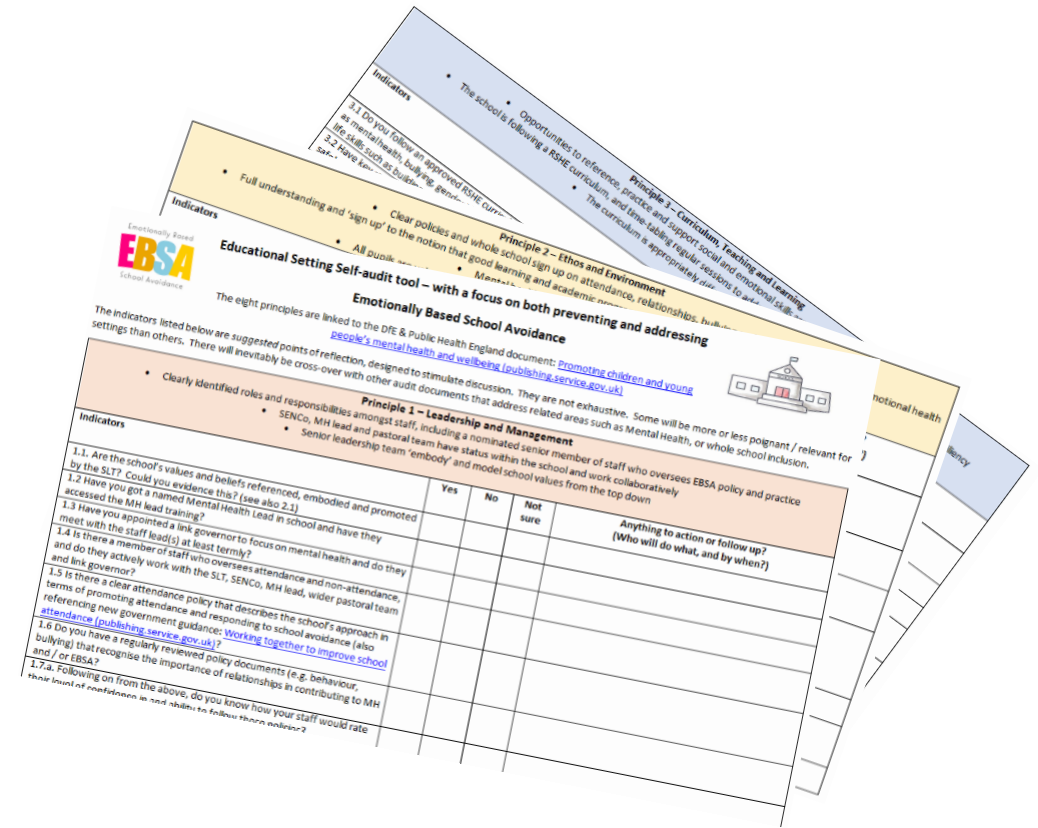 Indicators
• Opportunities to reference, practice and support social and emotional skills
• The school is following a RSHE curriculum, and time-tabling regular sessions to
Principle 3 – Curriculum, Teaching and Learning
• The curriculum is appropriately
3.1 Do you follow an approved RSHE
as mental health, bullying,
life skills such as
3.2 Have
liency
Principle 2 – Ethos and Environment
• Clear policies and whole school sign up on attendance, relationships,
• Full understanding and ‘sign up’ to the notion that good learning and academic
• All pupils are
• Mental
Indicators
motional health
Emotionally Based
EBSA
School Avoidance
Educational Setting Self-audit tool – with a focus on both preventing and addressing
Emotionally Based School Avoidance
The eight principles are linked to the DfE & Public Health England document: Promoting children and young
people’s mental health and wellbeing (publishing.service.gov.uk)
The indicators listed below are suggested points of reflection, designed to stimulate discussion. They are not exhaustive. Some will be more or less poignant / relevant for
settings than others. There will inevitably be cross-over with other audit documents that address related areas such as Mental Health, or whole school inclusion.
Principle 1 – Leadership and Management
• Clearly identified roles and responsibilities amongst staff, including a nominated senior member of staff who oversees EBSA policy and practice
• SENCo, MH lead and pastoral team have status within the school and work collaboratively
• Senior leadership team ‘embody’ and model school values from the top down
Indicators
Yes
No
Not
sure
Anything to action or follow up?
(Who will do what, and by when?)
1.1. Are the school’s values and beliefs referenced, embodied and promoted
by the SLT? Could you evidence this? (see also 2.1)
1.2 Have you got a named Mental Health Lead in school and have they
accessed the MH lead training?
1.3 Have you appointed a link governor to focus on mental health and do they
meet with the staff lead(s) at least termly?
1.4 Is there a member of staff who oversees attendance and non-attendance,
and do they actively work with the SLT, SENCo, MH lead, wider pastoral team
and link governor?
1.5 Is there a clear attendance policy that describes the school’s approach in
terms of promoting attendance and responding to school avoidance (also
referencing new government guidance: Working together to improve school
attendance (publishing.service.gov.uk)?
1.6 Do you have a regularly reviewed policy documents (e.g. behaviour,
bullying) that recognise the importance of relationships in contributing to MH
and / or EBSA?
1.7.a. Following on from the above, do you know how your staff would rate
their level of confidence in and ability to follow these policies?